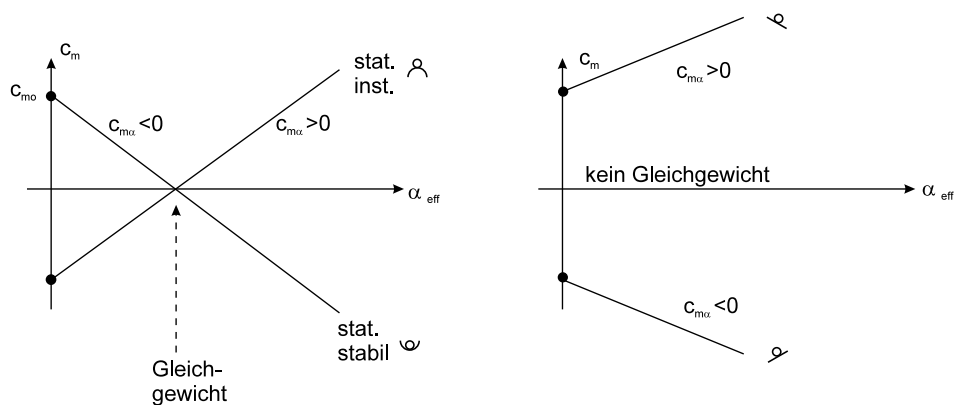 c_m
c_mo
c_mα <0
c_mα >0
stat.
inst.
α_eff
stat.
stabil
Gleich-
gewicht
c_m
c_mα >0
kein Gleichgewicht
α_eff
c_mα <0